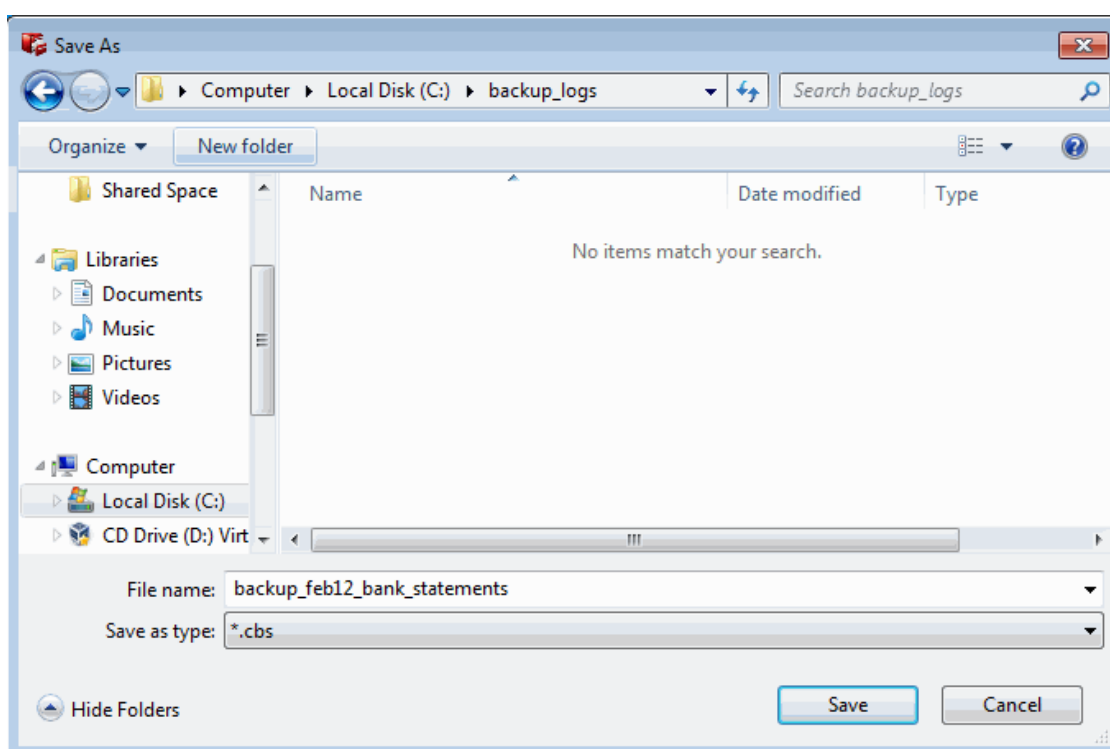 Save As
Computer Local Disk (C:) backup_logs Search backup_logs
Organize New folder
Shared Space
Name Date modified Type
No items match your search.
Libraries
Documents
Music
Pictures
Videos
Computer
Local Disk (C:)
CD Drive (D:) Virt
File name: backup_feb12_bank_statements
Save as type: *.cbs
Hide Folders Save Cancel